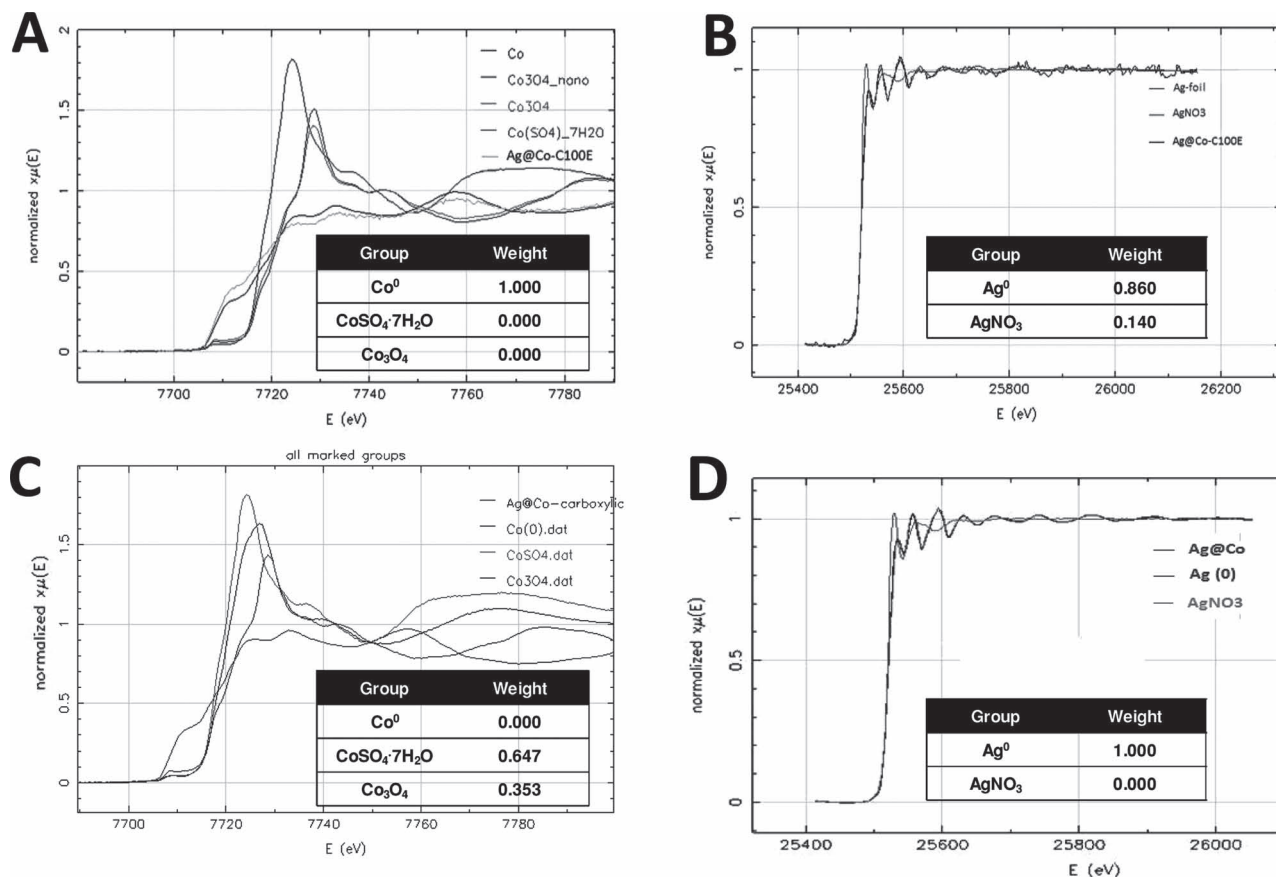 A
2
1.5
1
0.5
0
normalized xμ(E)
Co
Co3O4_nano
Co3O4
Co(SO4)_7H2O
Ag@Co-C100E
Group Weight
Co⁰ 1.000
CoSO₄·7H₂O 0.000
Co₃O₄ 0.000
7700 7720 7740 7760 7780
E (eV)
B
1
0.5
0
normalized xμ(E)
Ag-foil
AgNO3
Ag@Co-C100E
Group Weight
Ag⁰ 0.860
AgNO₃ 0.140
25400 25600 25800 26000 26200
E (eV)
C
all marked groups
1.5
1
0.5
0
normalized xμ(E)
Ag@Co-carboxylic
Co(0).dat
CoSO4.dat
Co3O4.dat
Group Weight
Co⁰ 0.000
CoSO₄·7H₂O 0.647
Co₃O₄ 0.353
7700 7720 7740 7760 7780
E (eV)
D
1
0.5
0
normalized xμ(E)
Ag@Co
Ag (0)
AgNO3
Group Weight
Ag⁰ 1.000
AgNO₃ 0.000
25400 25600 25800 26000
E (eV)